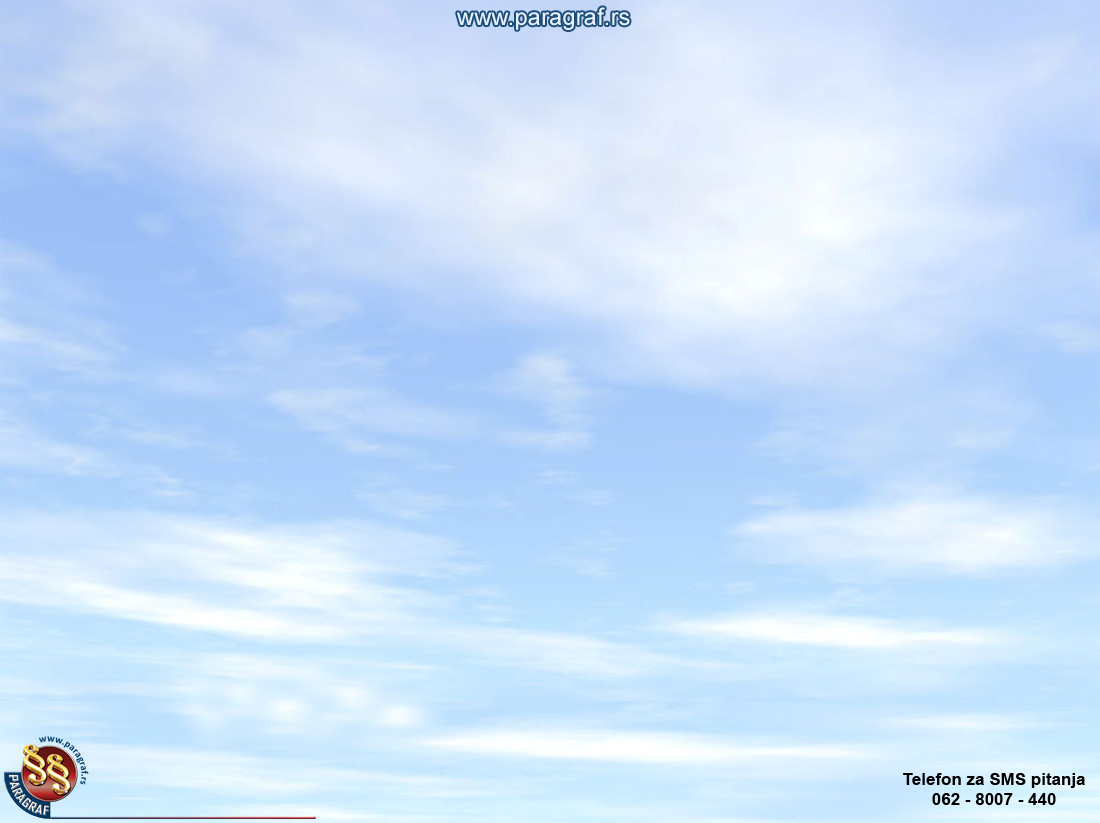 www.paragraf.rs
www.paragraf.rs
§§
PARAGRAF
Telefon za SMS pitanja
062 - 8007 - 440